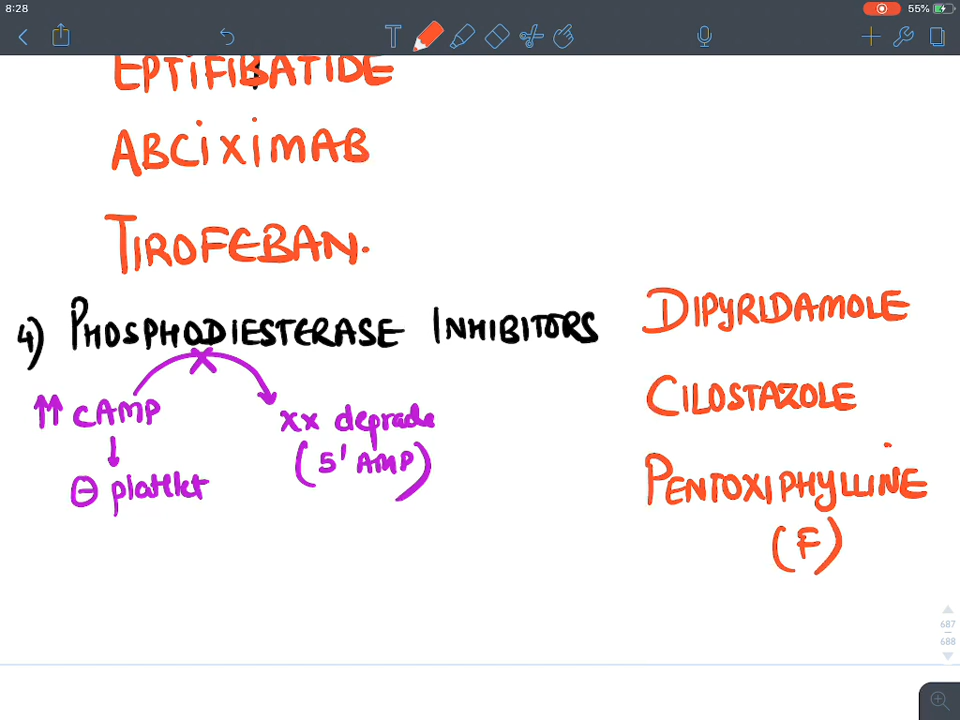 8:28
55%
T
EPTIFIBATIDE
ABCIXIMAB
TIROFEBAN.
4) PHOSPHODIESTERASE INHIBITORS
↑↑ CAMP
↓
⊖ platelet
xx degrade
(5' AMP)
DIPYRIDAMOLE
CILOSTAZOLE
PENTOXIPHYLLINE
(F)
687
688